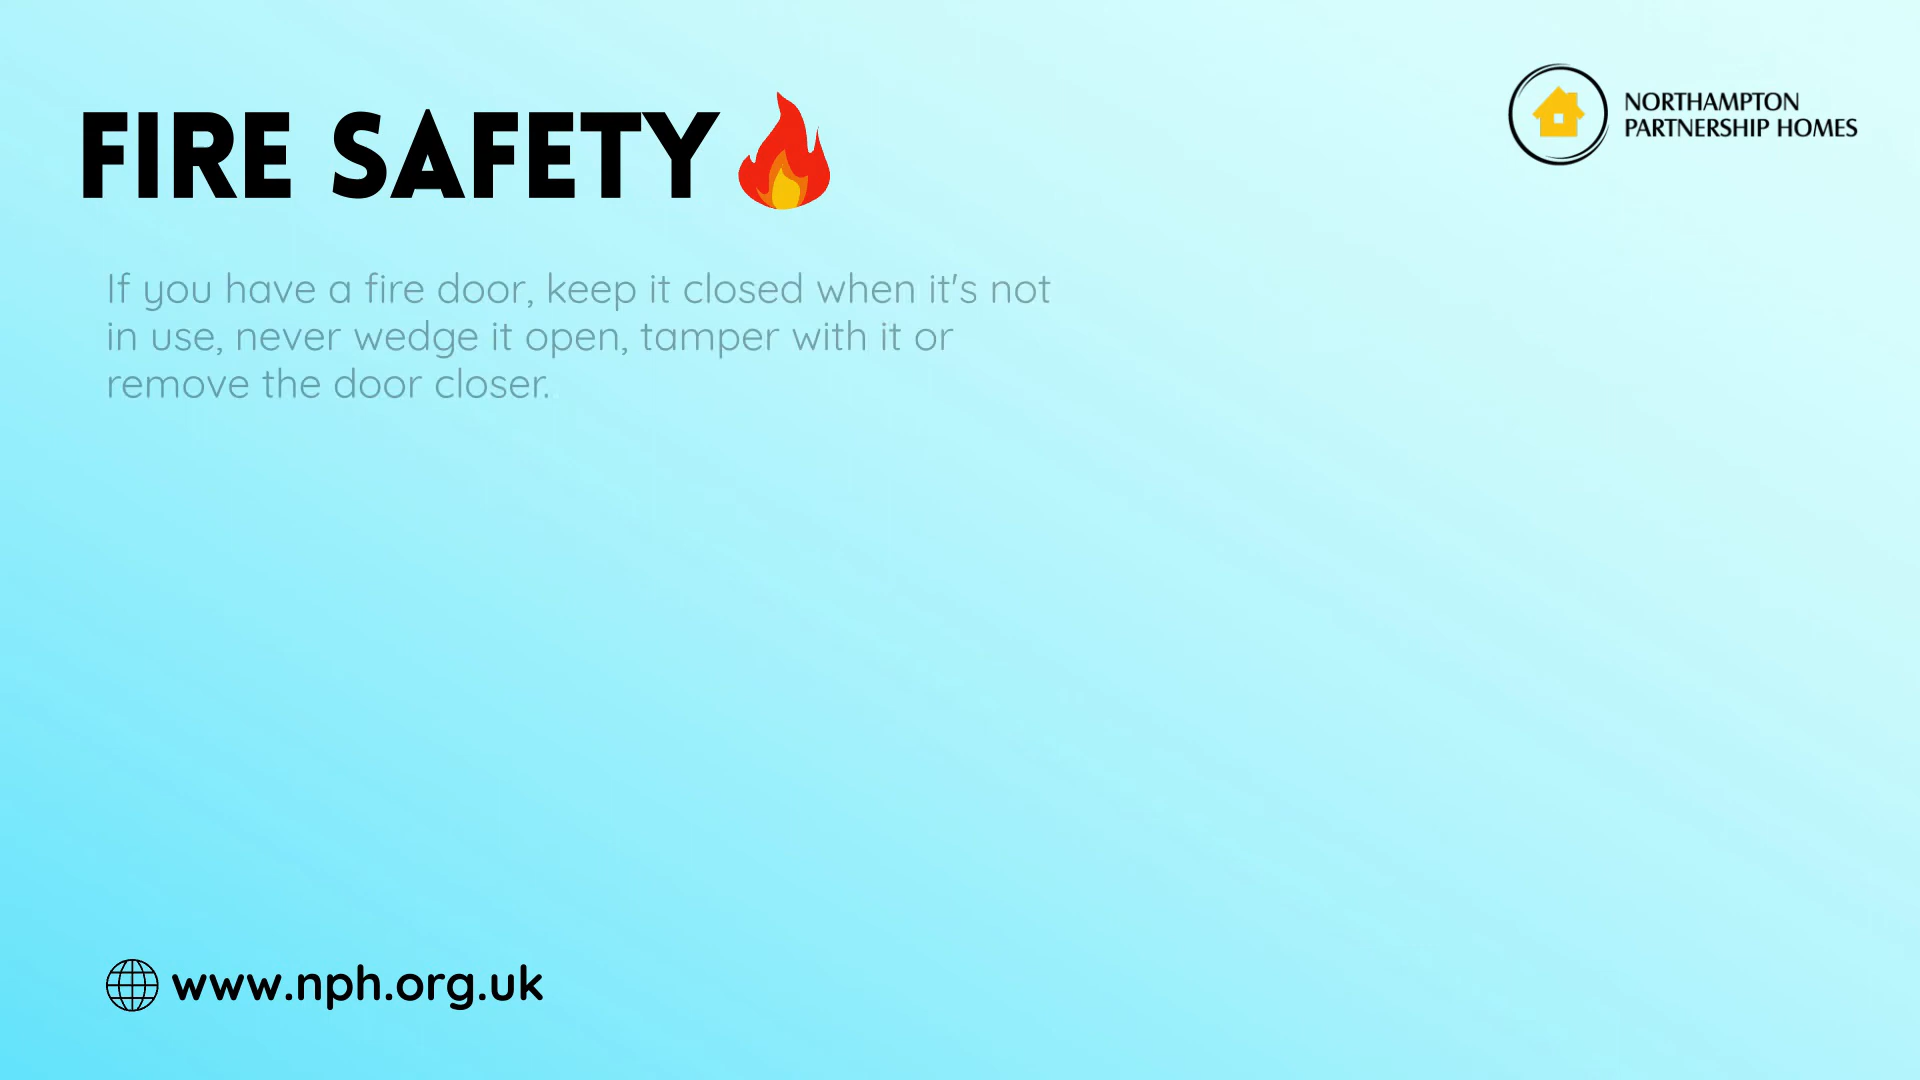 FIRE SAFETY
NORTHAMPTON
PARTNERSHIP HOMES
If you have a fire door, keep it closed when it's not
in use, never wedge it open, tamper with it or
remove the door closer.
www.nph.org.uk